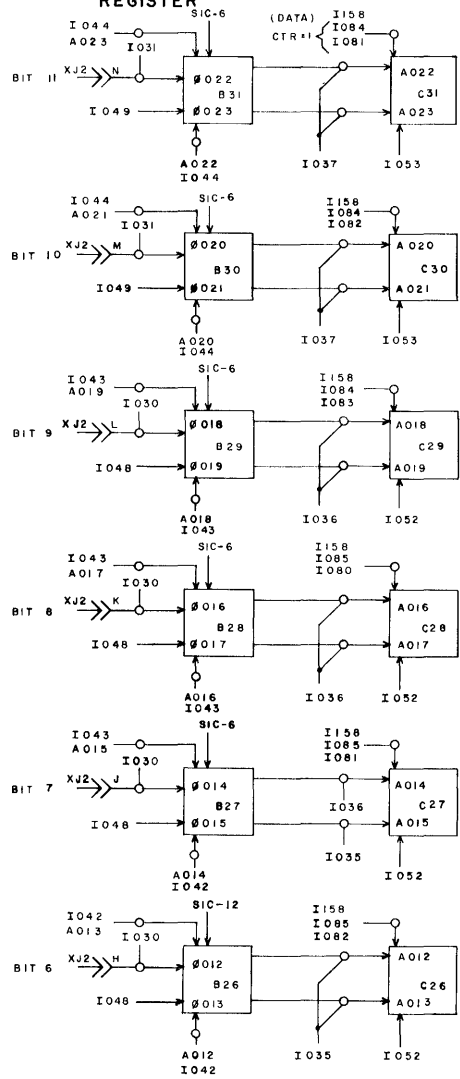 REGISTER
SIC-6
I044
A023
I031
(DATA)
CTR=1
I158
I084
I081
BIT 11 XJ2 N
Ø022
B31
Ø023
A022
C31
A023
I049
I037
I053
A022
I044
SIC-6
I044
A021
I031
I158
I084
I082
BIT 10 XJ2 M
Ø020
B30
Ø021
A020
C30
A021
I049
I037
I053
A020
I044
SIC-6
I043
A019
I030
I158
I084
I083
BIT 9 XJ2 L
Ø018
B29
Ø019
A018
C29
A019
I048
I036
I052
A018
I043
SIC-6
I043
A017
I030
I158
I085
I080
BIT 8 XJ2 K
Ø016
B28
Ø017
A016
C28
A017
I048
I036
I052
A016
I043
SIC-6
I043
A015
I030
I158
I085
I081
BIT 7 XJ2 J
Ø014
B27
Ø015
A014
C27
A015
I036
I048
I035
I052
A014
I042
SIC-12
I042
A013
I030
I158
I085
I082
BIT 6 XJ2 H
Ø012
B26
Ø013
A012
C26
A013
I048
I035
I052
A012
I042